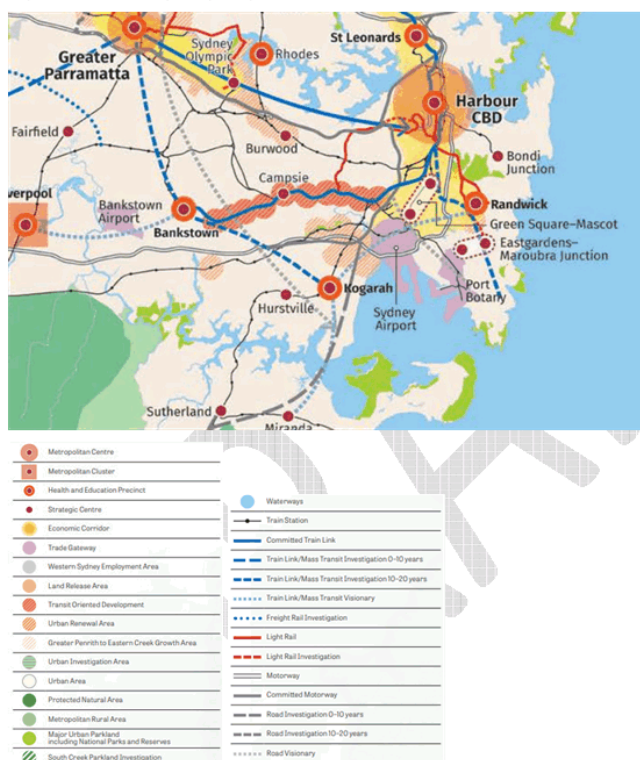 St Leonards
Greater
Parramatta
Sydney
Olympic
Park
Rhodes
Harbour
CBD
Fairfield
Burwood
Bondi
Junction
Campsie
verpool
Bankstown
Airport
Bankstown
Randwick
Green Square–Mascot
Eastgardens–
Maroubra Junction
Kogarah
Hurstville
Sydney
Airport
Port
Botany
Sutherland
Miranda
Metropolitan Centre
Metropolitan Cluster
Health and Education Precinct
Strategic Centre
Economic Corridor
Trade Gateway
Western Sydney Employment Area
Land Release Area
Transit Oriented Development
Urban Renewal Area
Greater Penrith to Eastern Creek Growth Area
Urban Investigation Area
Urban Area
Protected Natural Area
Metropolitan Rural Area
Major Urban Parkland
including National Parks and Reserves
South Creek Parkland Investigation
Waterways
Train Station
Committed Train Link
Train Link/Mass Transit Investigation 0–10 years
Train Link/Mass Transit Investigation 10–20 years
Train Link/Mass Transit Visionary
Freight Rail Investigation
Light Rail
Light Rail Investigation
Motorway
Committed Motorway
Road Investigation 0–10 years
Road Investigation 10–20 years
Road Visionary